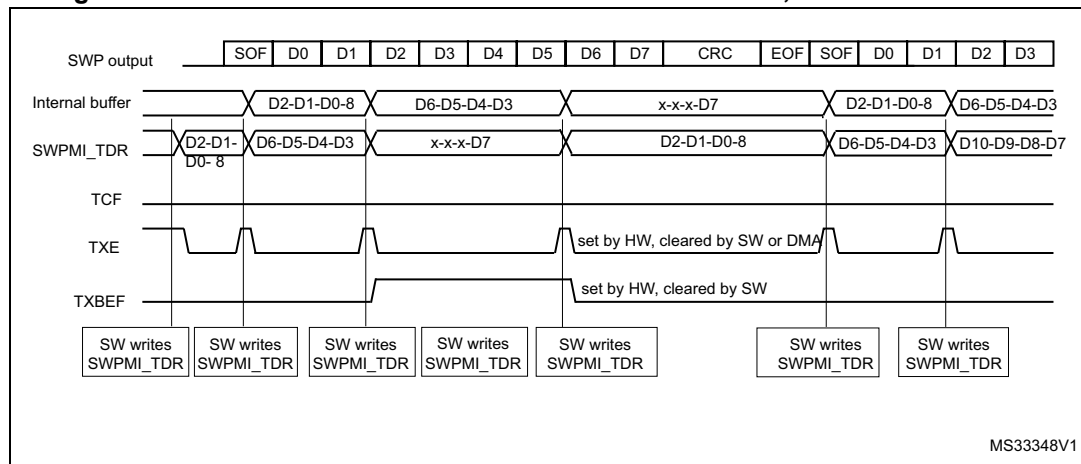 SWP output SOF D0 D1 D2 D3 D4 D5 D6 D7 CRC EOF SOF D0 D1 D2 D3
Internal buffer D2-D1-D0-8 D6-D5-D4-D3 x-x-x-D7 D2-D1-D0-8 D6-D5-D4-D3
SWPMI_TDR D2-D1- D6-D5-D4-D3 x-x-x-D7 D2-D1-D0-8 D6-D5-D4-D3 D10-D9-D8-D7
D0- 8
TCF
TXE set by HW, cleared by SW or DMA
TXBEF set by HW, cleared by SW
SW writes SW writes SW writes SW writes SW writes SW writes SW writes
SWPMI_TDR SWPMI_TDR SWPMI_TDR SWPMI_TDR SWPMI_TDR SWPMI_TDR SWPMI_TDR
MS33348V1